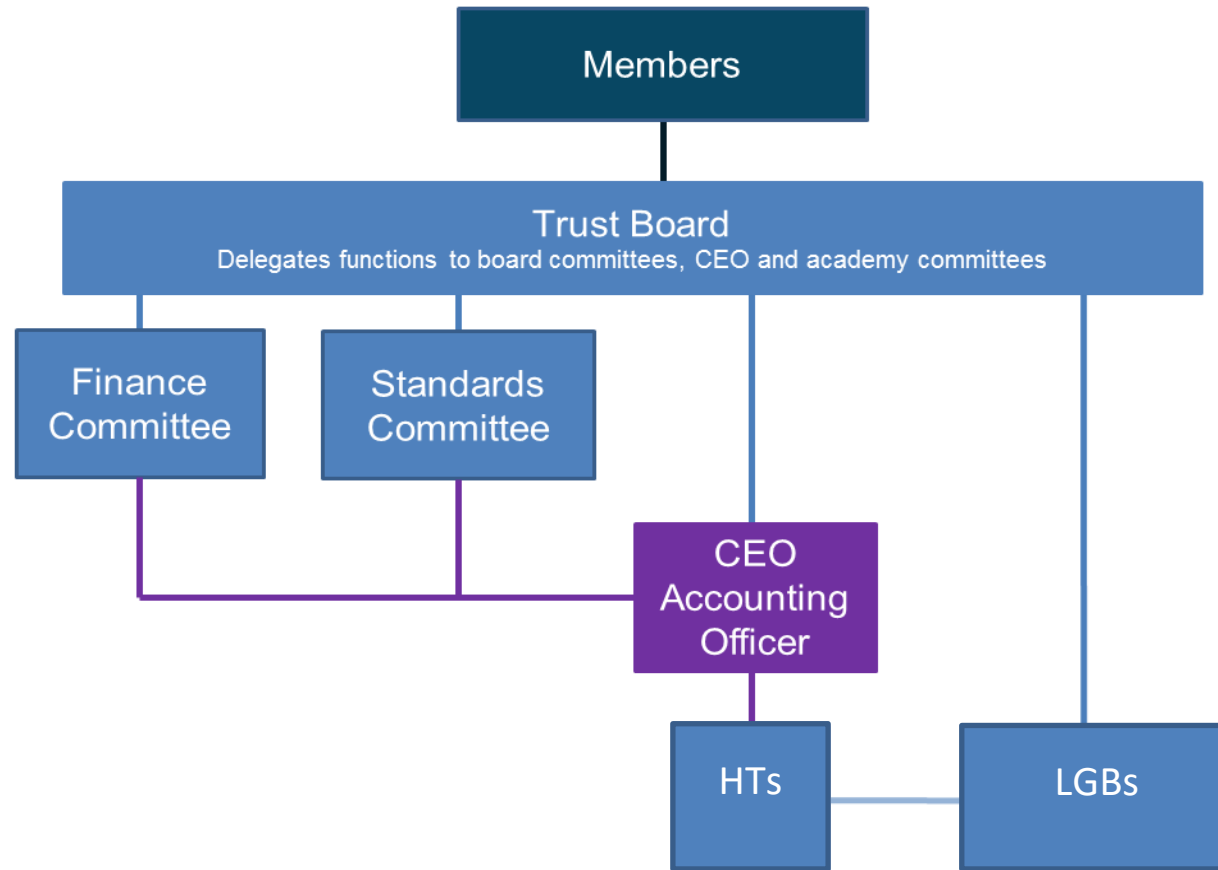 Members
Trust Board
Delegates functions to board committees, CEO and academy committees
Finance
Committee
Standards
Committee
CEO
Accounting
Officer
HTs
LGBs